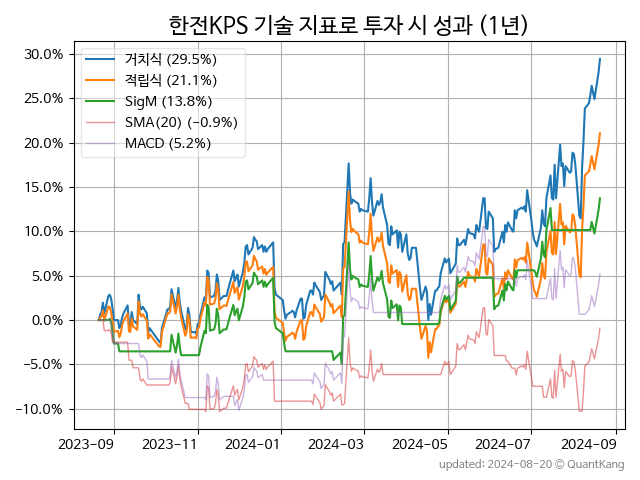 한전KPS 기술 지표로 투자 시 성과 (1년)
거치식 (29.5%)
적립식 (21.1%)
SigM (13.8%)
SMA(20) (−0.9%)
MACD (5.2%)
30.0%
25.0%
20.0%
15.0%
10.0%
5.0%
0.0%
−5.0%
−10.0%
2023-09 2023-11 2024-01 2024-03 2024-05 2024-07 2024-09
updated: 2024-08-20 © QuantKang